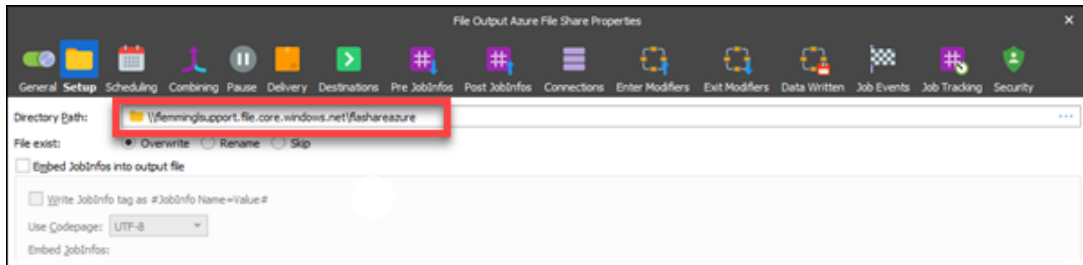 File Output Azure File Share Properties
General Setup Scheduling Combining Pause Delivery Destinations Pre JobInfos Post JobInfos Connections Enter Modifiers Exit Modifiers Data Written Job Events Job Tracking Security
Directory Path: \\flemminglsupport.file.core.windows.net\flashareazure
File exist: Overwrite Rename Skip
Embed JobInfos into output file
Write JobInfo tag as #JobInfo Name=Value#
Use Codepage: UTF-8
Embed JobInfos: